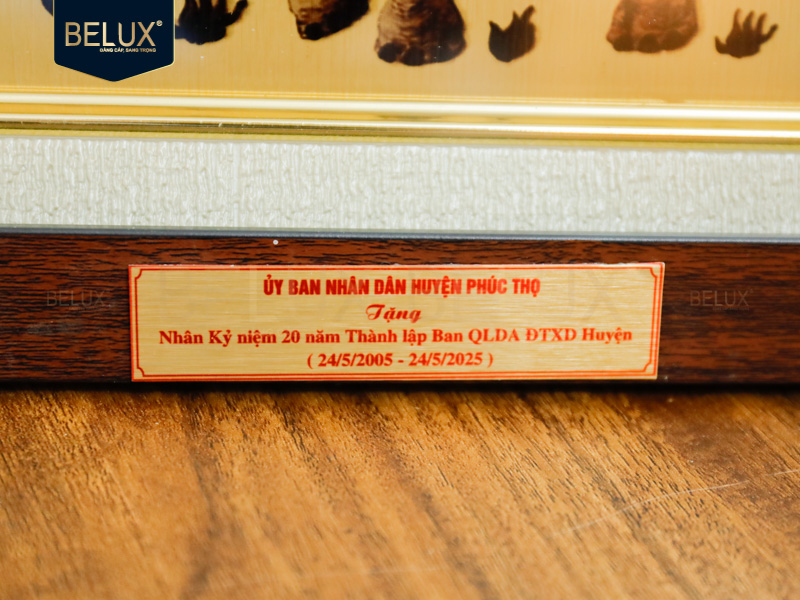 BELUX®
ĐẲNG CẤP, SANG TRỌNG
ỦY BAN NHÂN DÂN HUYỆN PHÚC THỌ
Tặng
Nhân Kỷ niệm 20 năm Thành lập Ban QLDA ĐTXD Huyện
( 24/5/2005 - 24/5/2025 )
BELUX
BELUX